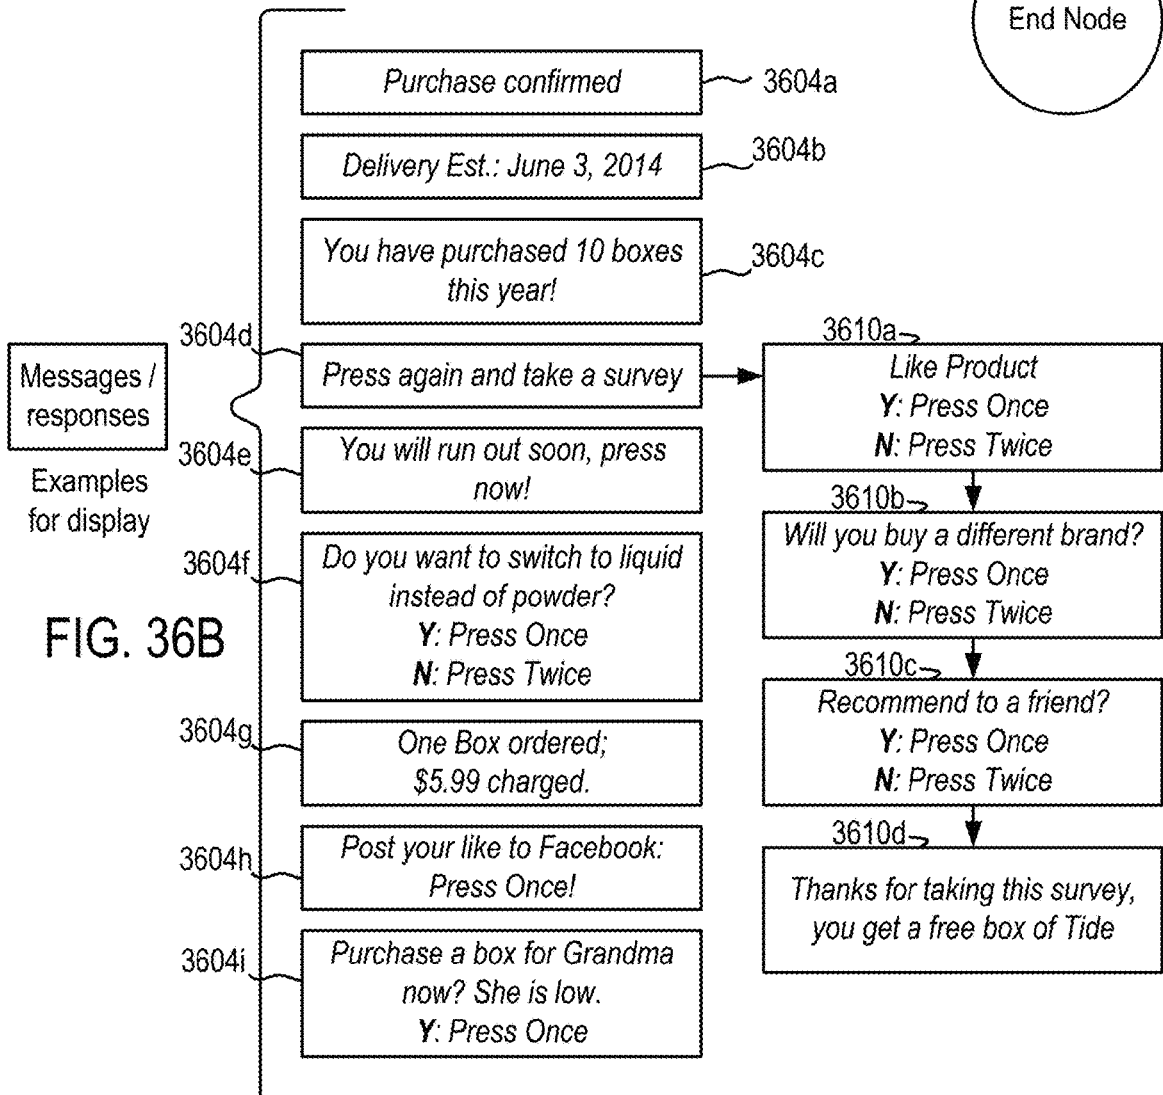 End Node
Purchase confirmed
3604a
Delivery Est.: June 3, 2014
3604b
You have purchased 10 boxes
this year!
3604c
3604d
Press again and take a survey
Messages /
responses
Examples
for display
3604e
You will run out soon, press
now!
3604f
Do you want to switch to liquid
instead of powder?
Y: Press Once
N: Press Twice
FIG. 36B
3604g
One Box ordered;
$5.99 charged.
3604h
Post your like to Facebook:
Press Once!
3604i
Purchase a box for Grandma
now? She is low.
Y: Press Once
3610a
Like Product
Y: Press Once
N: Press Twice
3610b
Will you buy a different brand?
Y: Press Once
N: Press Twice
3610c
Recommend to a friend?
Y: Press Once
N: Press Twice
3610d
Thanks for taking this survey,
you get a free box of Tide